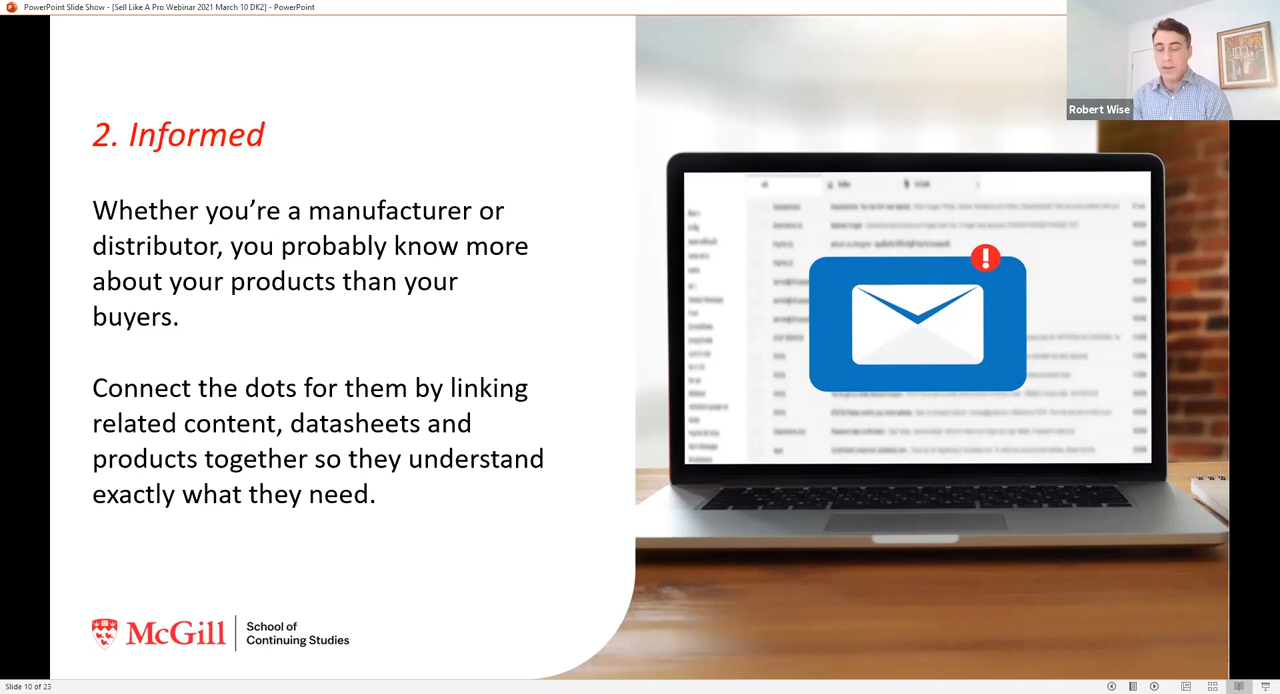 PowerPoint Slide Show - [Sell Like A Pro Webinar 2021 March 10 DK2] - PowerPoint
Robert Wise
2. Informed
Whether you’re a manufacturer or
distributor, you probably know more
about your products than your
buyers.
Connect the dots for them by linking
related content, datasheets and
products together so they understand
exactly what they need.
!
McGill
School of
Continuing Studies
Slide 10 of 23